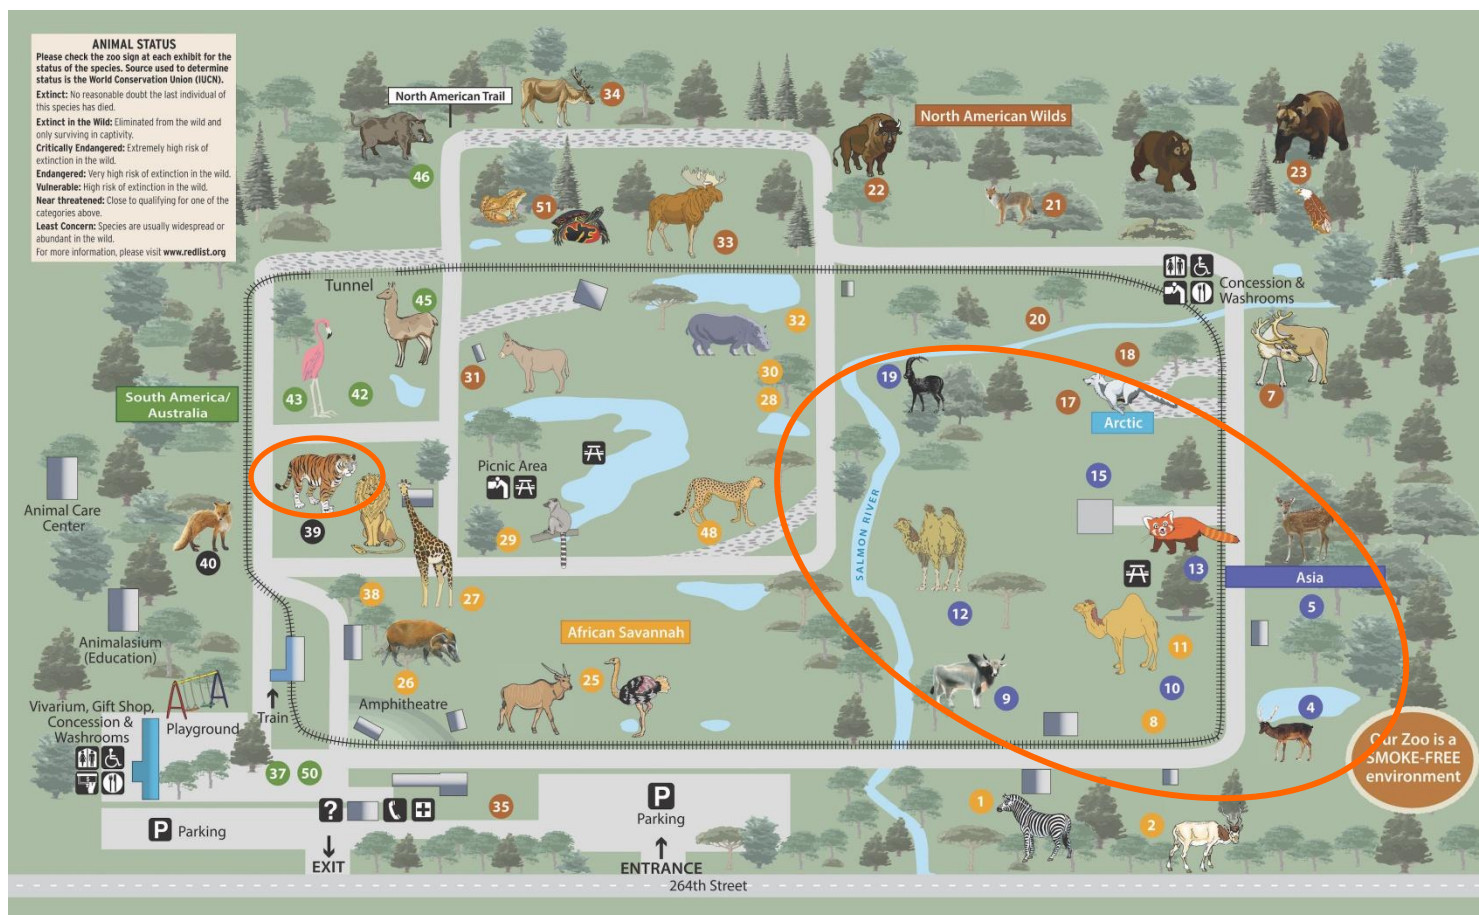 ANIMAL STATUS
Please check the zoo sign at each exhibit for the
status of the species. Source used to determine
status is the World Conservation Union (IUCN).
Extinct: No reasonable doubt the last individual of
this species has died.
Extinct in the Wild: Eliminated from the wild and
only surviving in captivity.
Critically Endangered: Extremely high risk of
extinction in the wild.
Endangered: Very high risk of extinction in the wild.
Vulnerable: High risk of extinction in the wild.
Near threatened: Close to qualifying for one of the
categories above.
Least Concern: Species are usually widespread or
abundant in the wild.
For more information, please visit www.redlist.org
North American Trail
34
North American Wilds
46
51
33
22
21
23
Tunnel
45
32
20
Concession &
Washrooms
31
30
28
19
18
17
Arctic
7
South America/
Australia
43
42
Animal Care
Center
40
39
Picnic Area
29
48
SALMON RIVER
15
13
Asia
5
12
38
27
African Savannah
11
10
9
8
4
Animalasium
(Education)
26
25
Amphitheatre
Vivarium, Gift Shop,
Concession &
Washrooms
Playground
Train
37
50
Our Zoo is a
SMOKE-FREE
environment
?
35
P
Parking
P
Parking
1
2
EXIT
ENTRANCE
264th Street